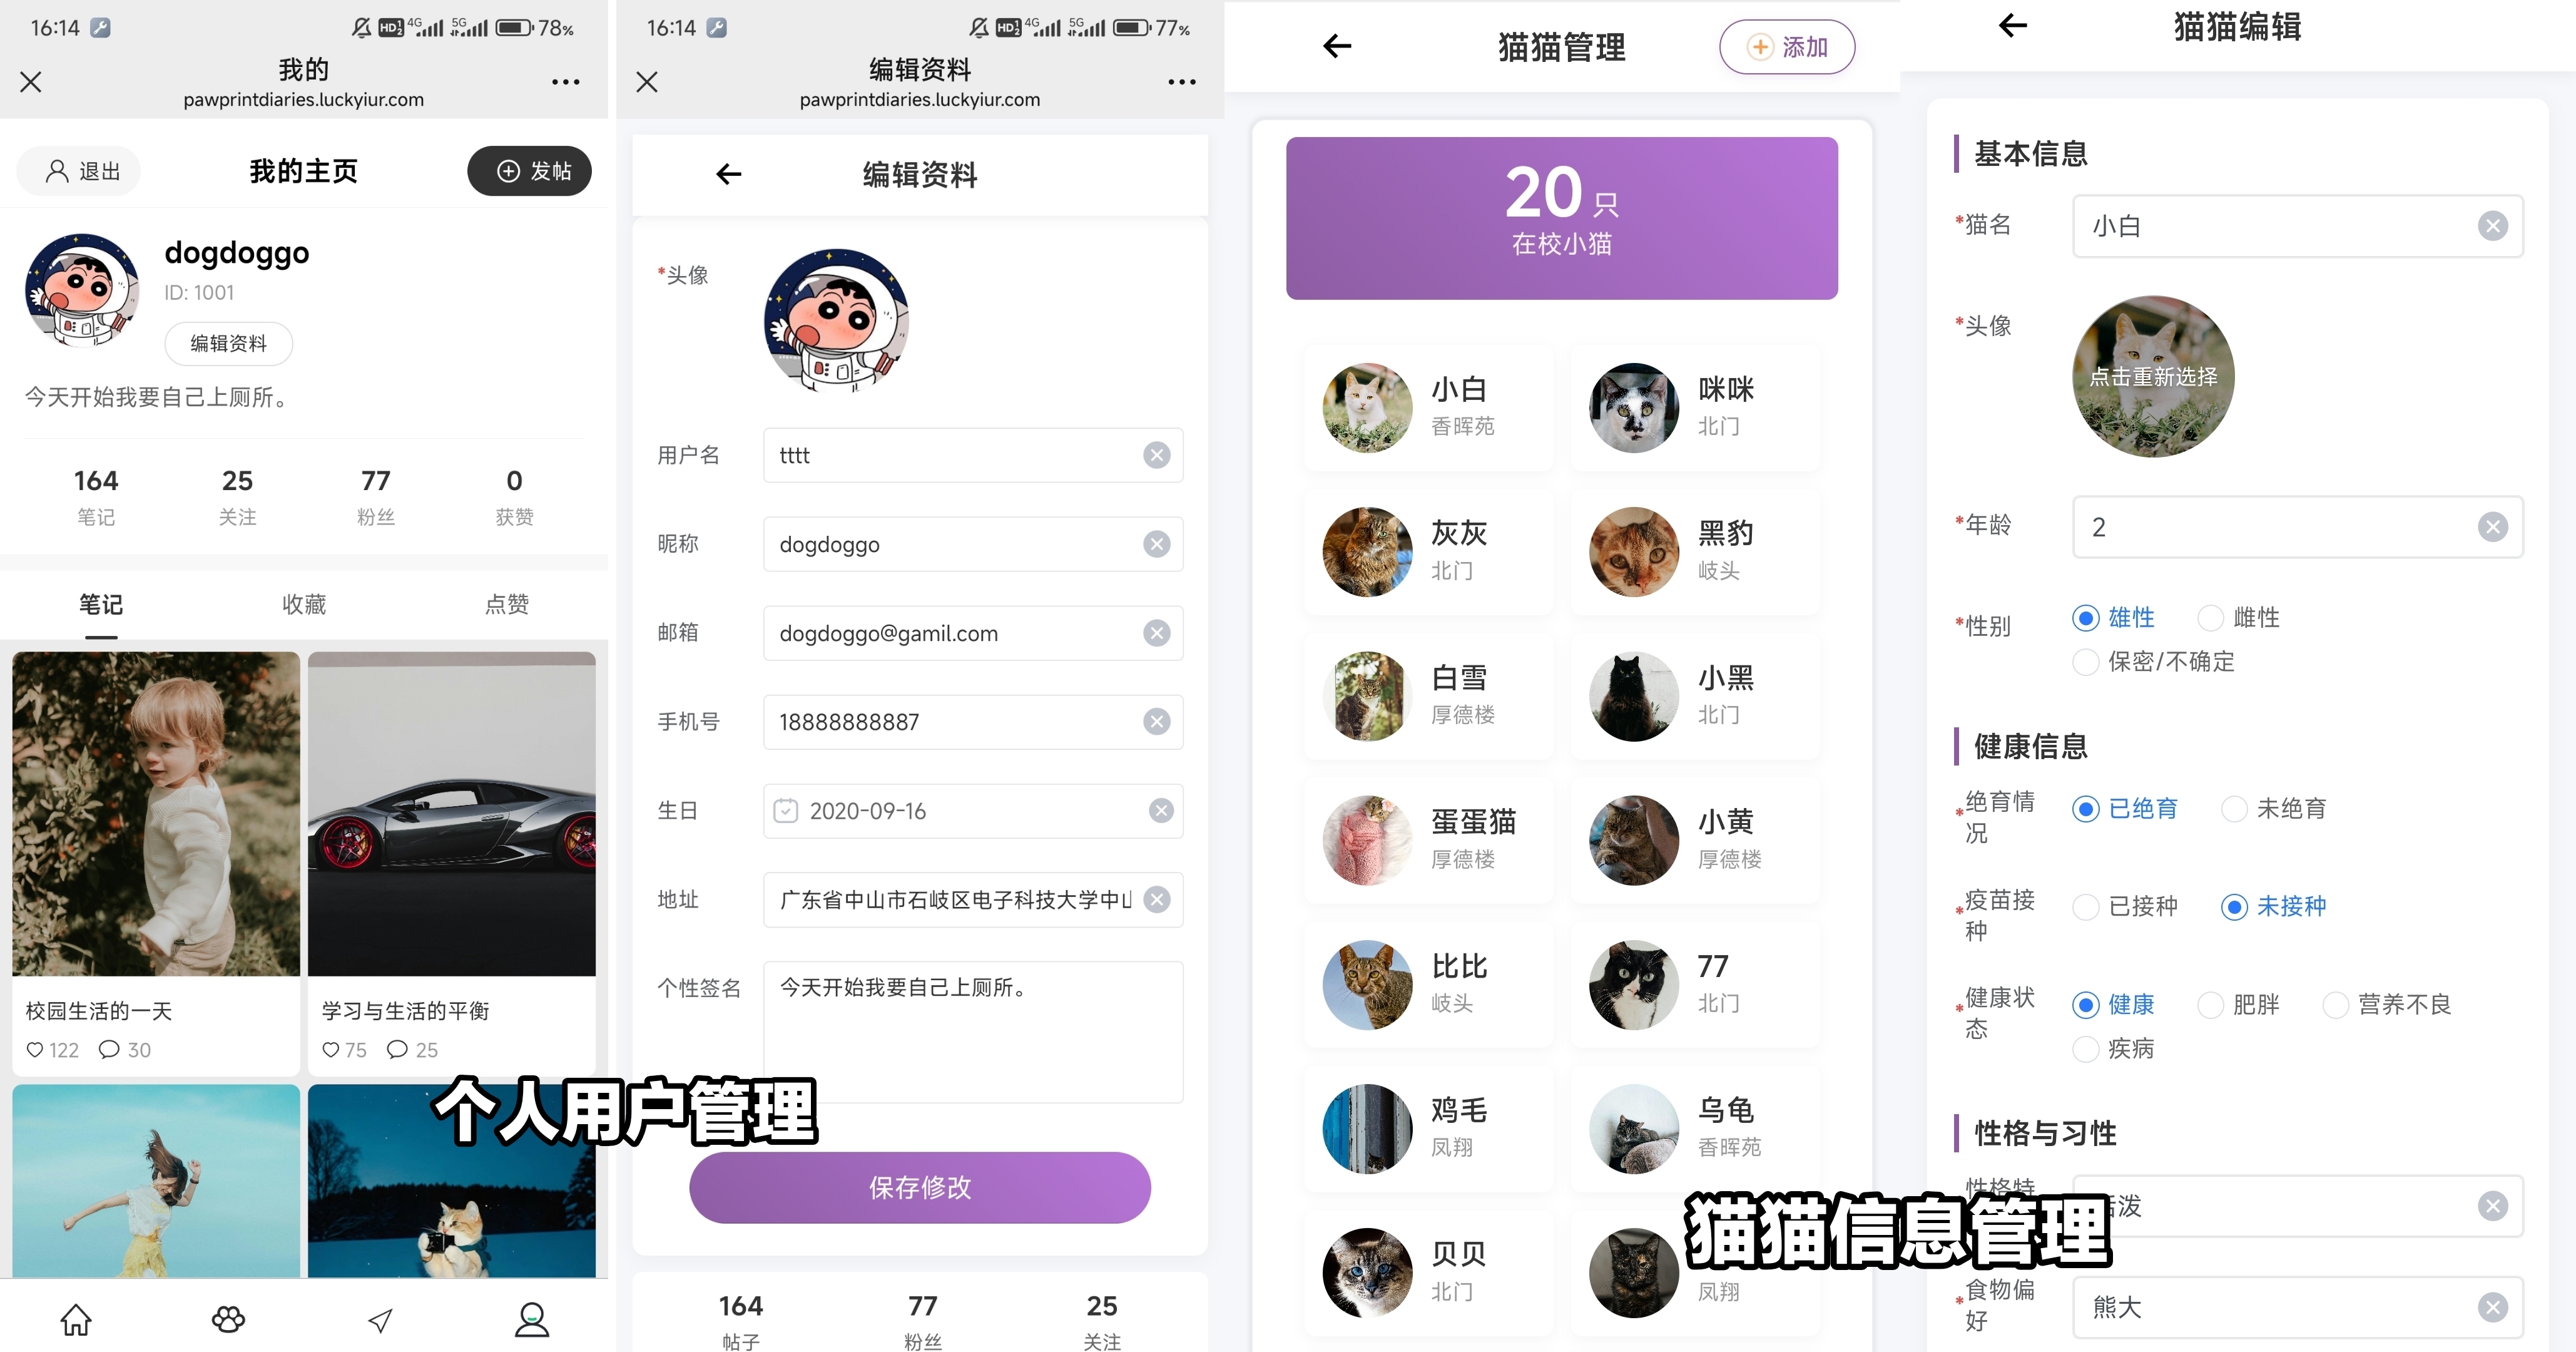 16:14
HD 1 2 4G 5G 78%
我的
pawprintdiaries.luckyiur.com
退出
我的主页
发帖
dogdoggo
ID: 1001
编辑资料
今天开始我要自己上厕所。
164 25 77 0
笔记 关注 粉丝 获赞
笔记 收藏 点赞
校园生活的一天
122 30
学习与生活的平衡
75 25
个人用户管理
16:14
HD 1 2 4G 5G 77%
编辑资料
pawprintdiaries.luckyiur.com
编辑资料
*头像
用户名 tttt
昵称 dogdoggo
邮箱 dogdoggo@gamil.com
手机号 18888888887
生日 2020-09-16
地址 广东省中山市石岐区电子科技大学中山
个性签名 今天开始我要自己上厕所。
保存修改
164 77 25
帖子 粉丝 关注
猫猫管理
添加
20 只
在校小猫
小白
香晖苑
咪咪
北门
灰灰
北门
黑豹
岐头
白雪
厚德楼
小黑
北门
蛋蛋猫
厚德楼
小黄
厚德楼
比比
岐头
77
北门
鸡毛
凤翔
乌龟
香晖苑
贝贝
北门
凤翔
猫猫信息管理
猫猫编辑
基本信息
*猫名 小白
*头像
点击重新选择
*年龄 2
*性别 雄性 雌性
保密/不确定
健康信息
*绝育情况 已绝育 未绝育
*疫苗接种 已接种 未接种
*健康状态 健康 肥胖 营养不良
疾病
性格与习性
性格特
泼
*食物偏好 熊大